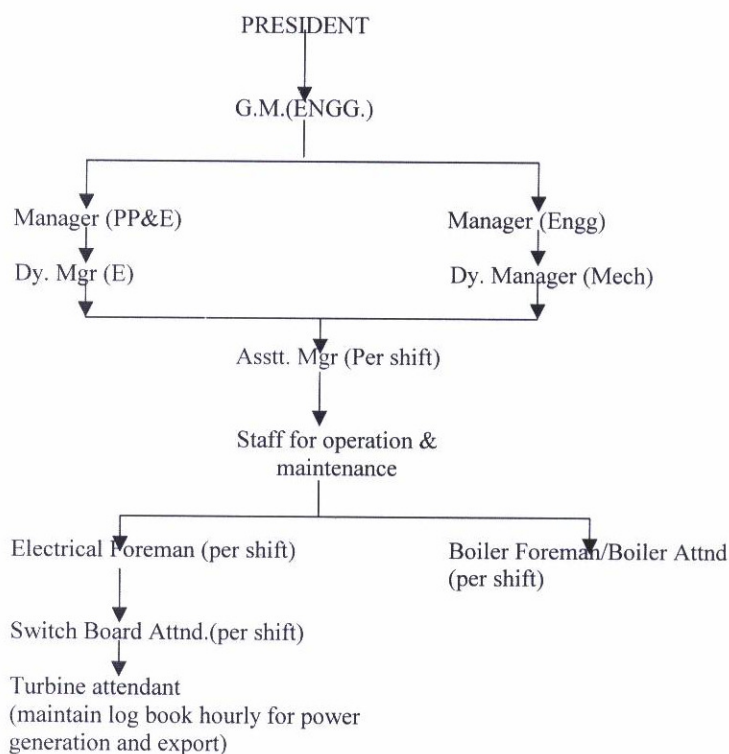 PRESIDENT
G.M.(ENGG.)
Manager (PP&E)
Manager (Engg)
Dy. Mgr (E)
Dy. Manager (Mech)
Asstt. Mgr (Per shift)
Staff for operation &
maintenance
Electrical Foreman (per shift)
Boiler Foreman/Boiler Attnd
(per shift)
Switch Board Attnd.(per shift)
Turbine attendant
(maintain log book hourly for power
generation and export)